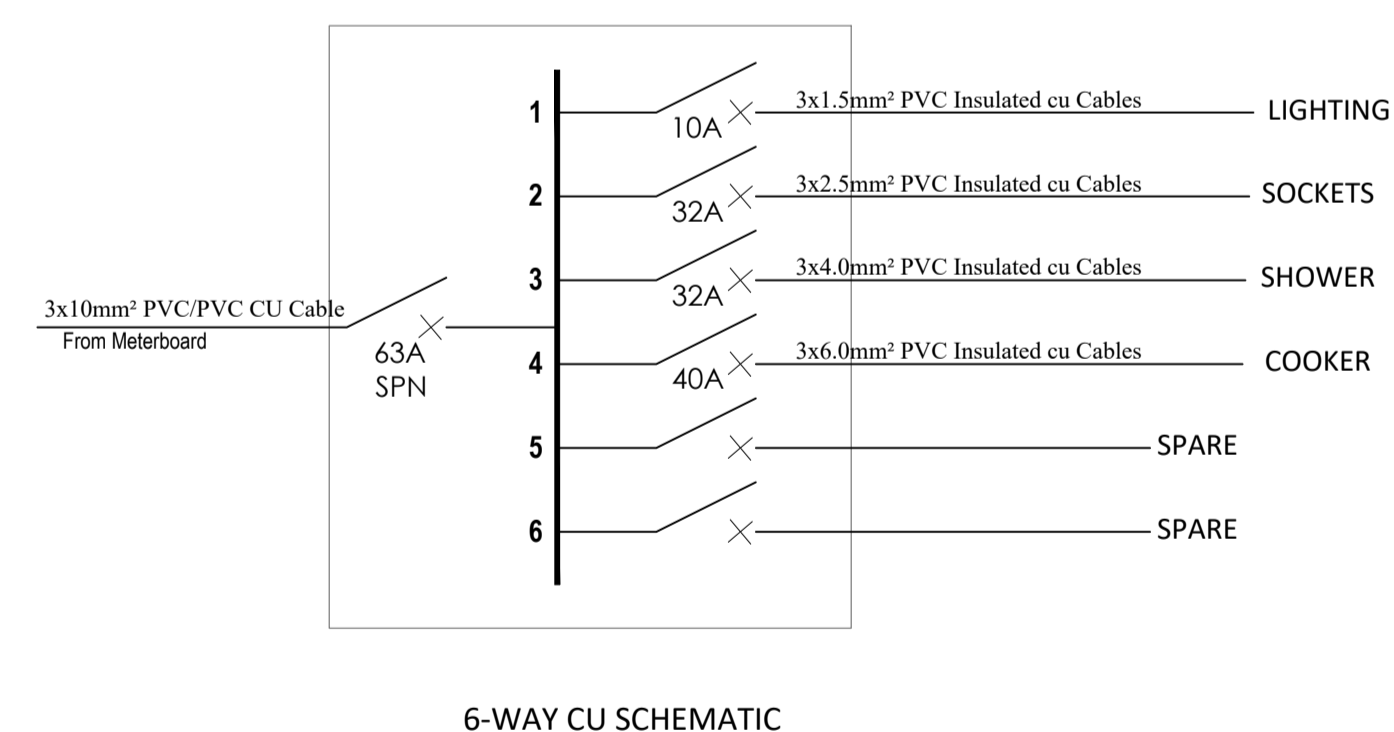 1
10A
3x1.5mm² PVC Insulated cu Cables
LIGHTING
2
32A
3x2.5mm² PVC Insulated cu Cables
SOCKETS
3
32A
3x4.0mm² PVC Insulated cu Cables
SHOWER
3x10mm² PVC/PVC CU Cable
From Meterboard
63A
SPN
4
40A
3x6.0mm² PVC Insulated cu Cables
COOKER
5
SPARE
6
SPARE
6-WAY CU SCHEMATIC